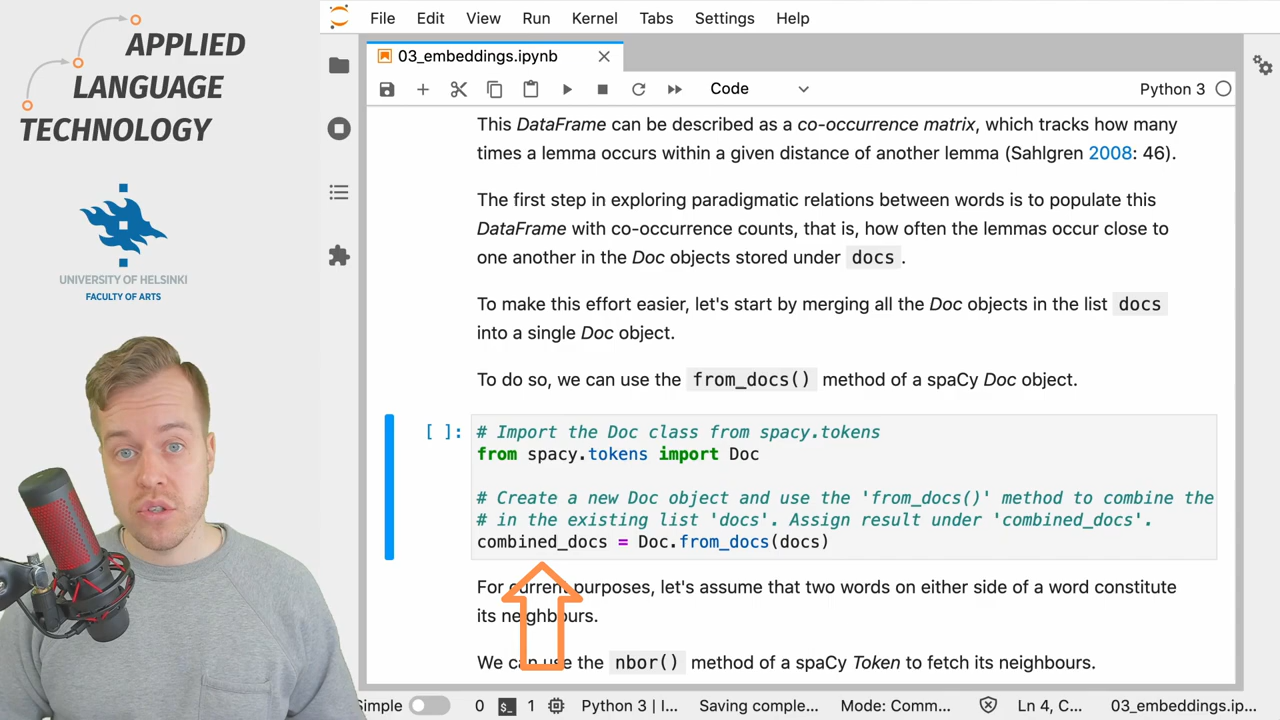 APPLIED
LANGUAGE
TECHNOLOGY
UNIVERSITY OF HELSINKI
FACULTY OF ARTS
File Edit View Run Kernel Tabs Settings Help
03_embeddings.ipynb
Code
Python 3
This DataFrame can be described as a co-occurrence matrix, which tracks how many
times a lemma occurs within a given distance of another lemma (Sahlgren 2008: 46).
The first step in exploring paradigmatic relations between words is to populate this
DataFrame with co-occurrence counts, that is, how often the lemmas occur close to
one another in the Doc objects stored under docs.
To make this effort easier, let's start by merging all the Doc objects in the list docs
into a single Doc object.
To do so, we can use the from_docs() method of a spaCy Doc object.
[ ]: # Import the Doc class from spacy.tokens
from spacy.tokens import Doc
# Create a new Doc object and use the 'from_docs()' method to combine the
# in the existing list 'docs'. Assign result under 'combined_docs'.
combined_docs = Doc.from_docs(docs)
For current purposes, let's assume that two words on either side of a word constitute
its neighbours.
We can use the nbor() method of a spaCy Token to fetch its neighbours.
Simple 0 1 Python 3 | I... Saving comple... Mode: Comm... Ln 4, C... 03_embeddings.ip...